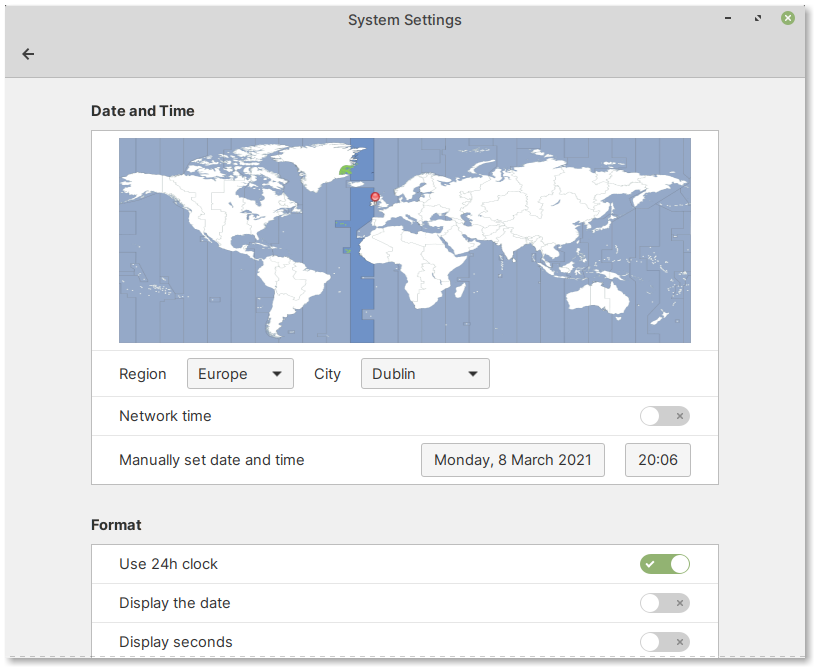 System Settings
Date and Time
Region Europe City Dublin
Network time
Manually set date and time Monday, 8 March 2021 20:06
Format
Use 24h clock
Display the date
Display seconds